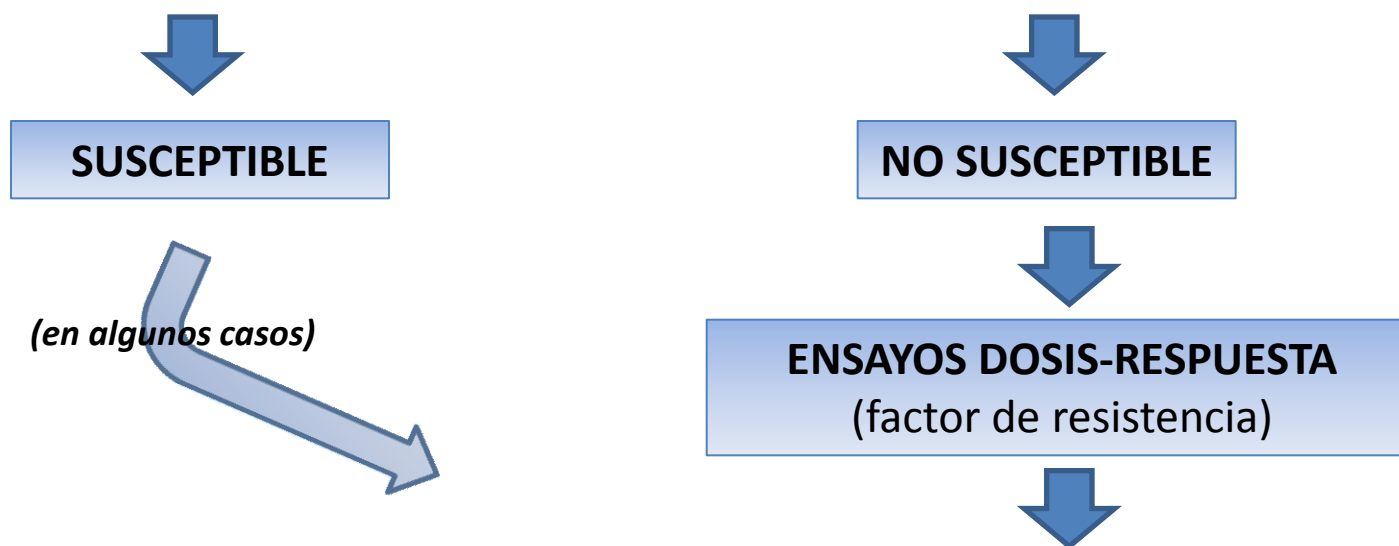 SUSCEPTIBLE
NO SUSCEPTIBLE
(en algunos casos)
ENSAYOS DOSIS-RESPUESTA
(factor de resistencia)